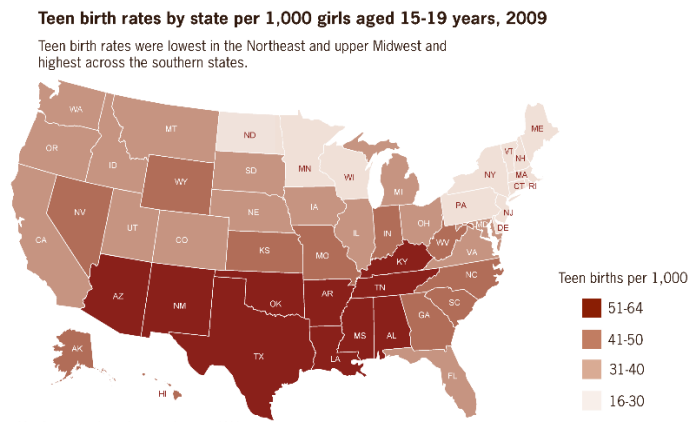 Teen birth rates by state per 1,000 girls aged 15-19 years, 2009
Teen birth rates were lowest in the Northeast and upper Midwest and
highest across the southern states.
WA
MT
ND
ME
OR
ID
SD
MN
WI
MI
NY
VT
NH
MA
CT RI
WY
NE
IA
PA
NJ
NV
UT
CO
IL
IN
OH
MD
DE
CA
KS
MO
WV
VA
KY
AZ
NM
OK
AR
TN
NC
SC
TX
LA
MS
AL
GA
FL
AK
HI
Teen births per 1,000
51-64
41-50
31-40
16-30